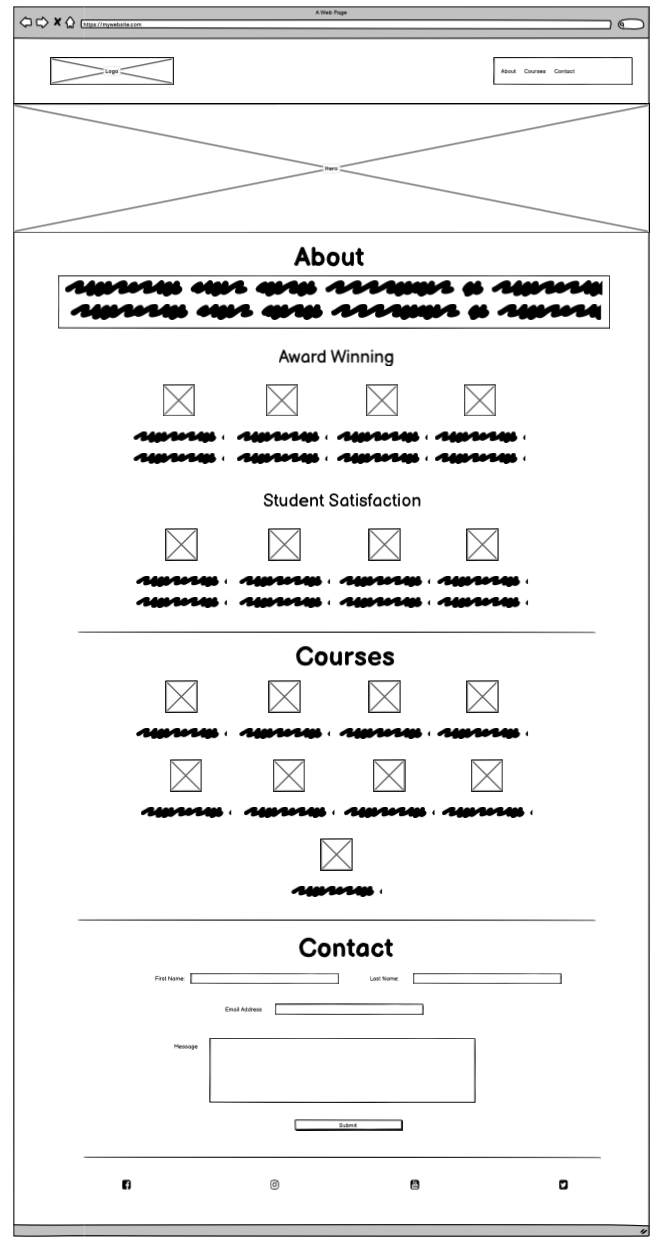 A Web Page
https://mywebsite.com
Logo
About Courses Contact
Hero
About
Award Winning
Student Satisfaction
Courses
Contact
First Name: Last Name:
Email Address
Message
Submit